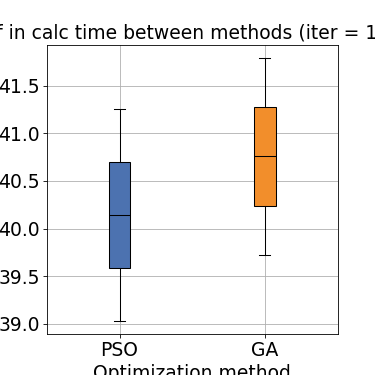 in calc time between methods (iter = 1
41.5
41.0
40.5
40.0
39.5
39.0
PSO GA
Optimization method